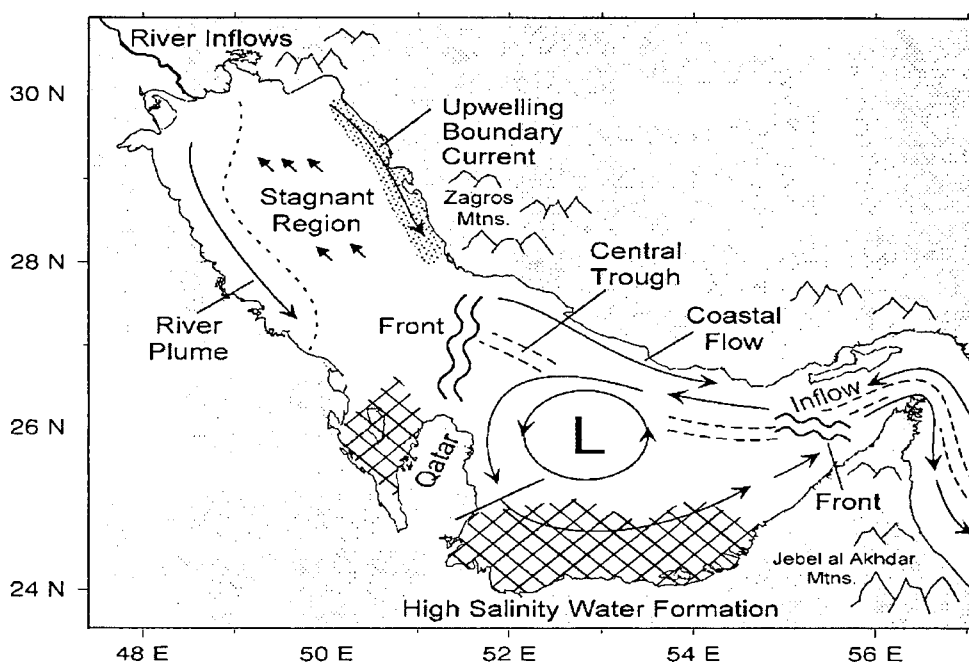 River Inflows
30 N
Upwelling
Boundary
Current
Stagnant
Region
Zagros
Mtns.
28 N
Central
Trough
River
Plume
Front
Coastal
Flow
Inflow
26 N
L
Qatar
Front
Jebel al Akhdar
Mtns.
24 N
High Salinity Water Formation
48 E
50 E
52 E
54 E
56 E